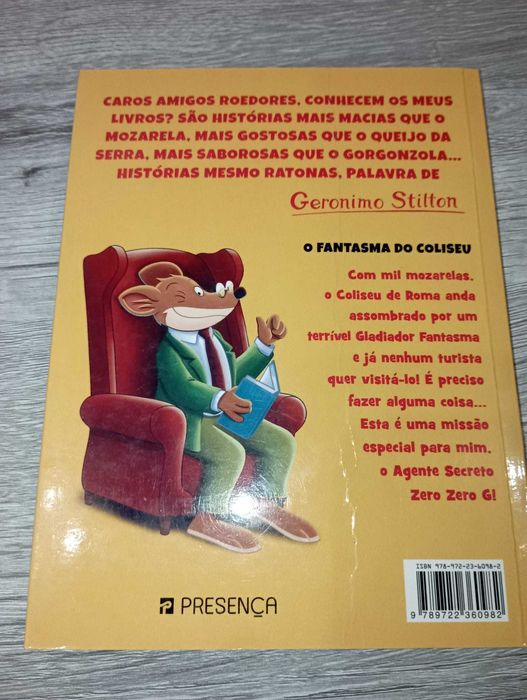 CAROS AMIGOS ROEDORES, CONHECEM OS MEUS
LIVROS? SÃO HISTÓRIAS MAIS MACIAS QUE O
MOZARELA, MAIS GOSTOSAS QUE O QUEIJO DA
SERRA, MAIS SABOROSAS QUE O GORGONZOLA...
HISTÓRIAS MESMO RATONAS, PALAVRA DE
Geronimo Stilton
O FANTASMA DO COLISEU
Com mil mozarelas,
o Coliseu de Roma anda
assombrado por um
terrível Gladiador Fantasma
e já nenhum turista
quer visitá-lo! É preciso
fazer alguma coisa...
Esta é uma missão
especial para mim,
o Agente Secreto
Zero Zero G!
ISBN 978-972-23-6098-2
9 789722 360982
PRESENÇA